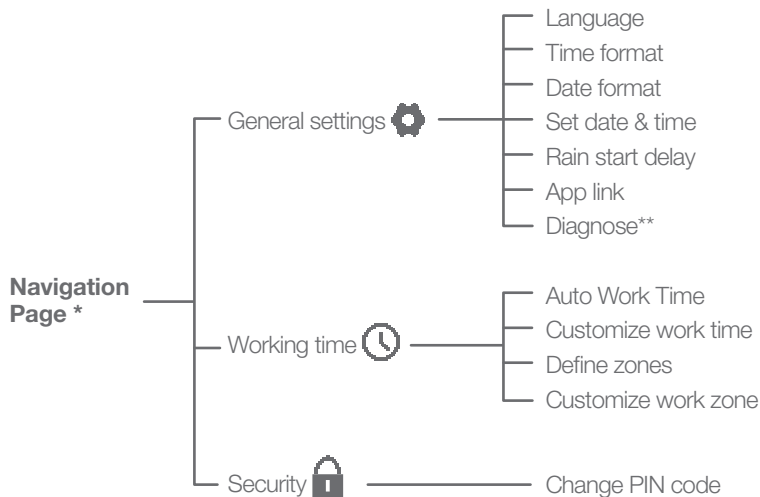 Language
Time format
Date format
General settings
Set date & time
Rain start delay
App link
Diagnose**
Navigation
Page *
Auto Work Time
Working time
Customize work time
Define zones
Customize work zone
Security
Change PIN code